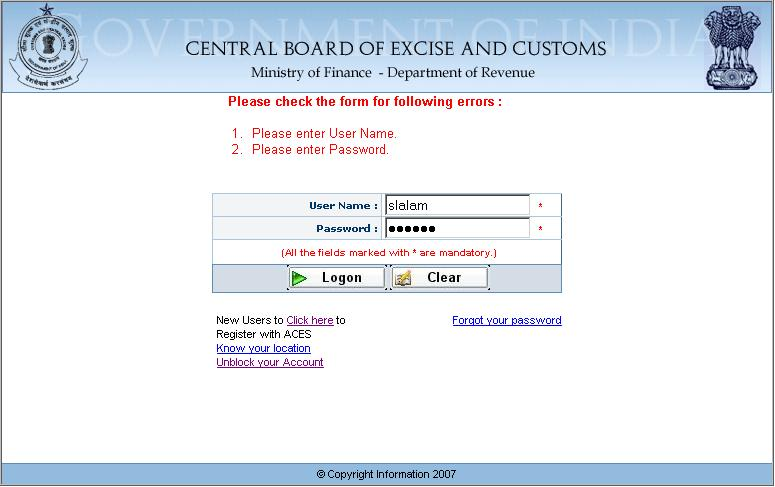 GOVERNMENT OF INDIA
CENTRAL BOARD OF EXCISE AND CUSTOMS
Ministry of Finance - Department of Revenue
Please check the form for following errors :
1. Please enter User Name.
2. Please enter Password.
User Name : slalam *
Password : ●●●●●● *
(All the fields marked with * are mandatory.)
Logon Clear
New Users to Click here to Forgot your password
Register with ACES
Know your location
Unblock your Account
© Copyright Information 2007